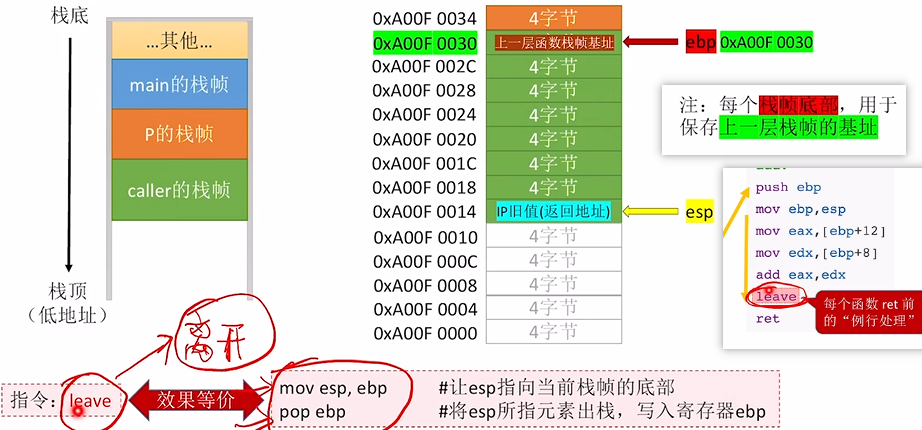 栈底
...其他...
main的栈帧
P的栈帧
caller的栈帧
栈顶
（低地址）
0xA00F 0034 4字节
0xA00F 0030 上一层函数栈帧基址 ebp 0xA00F 0030
0xA00F 002C 4字节
0xA00F 0028 4字节
0xA00F 0024 4字节
0xA00F 0020 4字节
0xA00F 001C 4字节
0xA00F 0018 4字节
0xA00F 0014 IP旧值(返回地址) esp
0xA00F 0010 4字节
0xA00F 000C 4字节
0xA00F 0008 4字节
0xA00F 0004 4字节
0xA00F 0000 4字节
注：每个栈帧底部，用于
保存上一层栈帧的基址
push ebp
mov ebp,esp
mov eax,[ebp+12]
mov edx,[ebp+8]
add eax,edx
leave
ret
每个函数 ret 前
的“例行处理”
离开
指令：leave
效果等价
mov esp, ebp #让esp指向当前栈帧的底部
pop ebp #将esp所指元素出栈，写入寄存器ebp